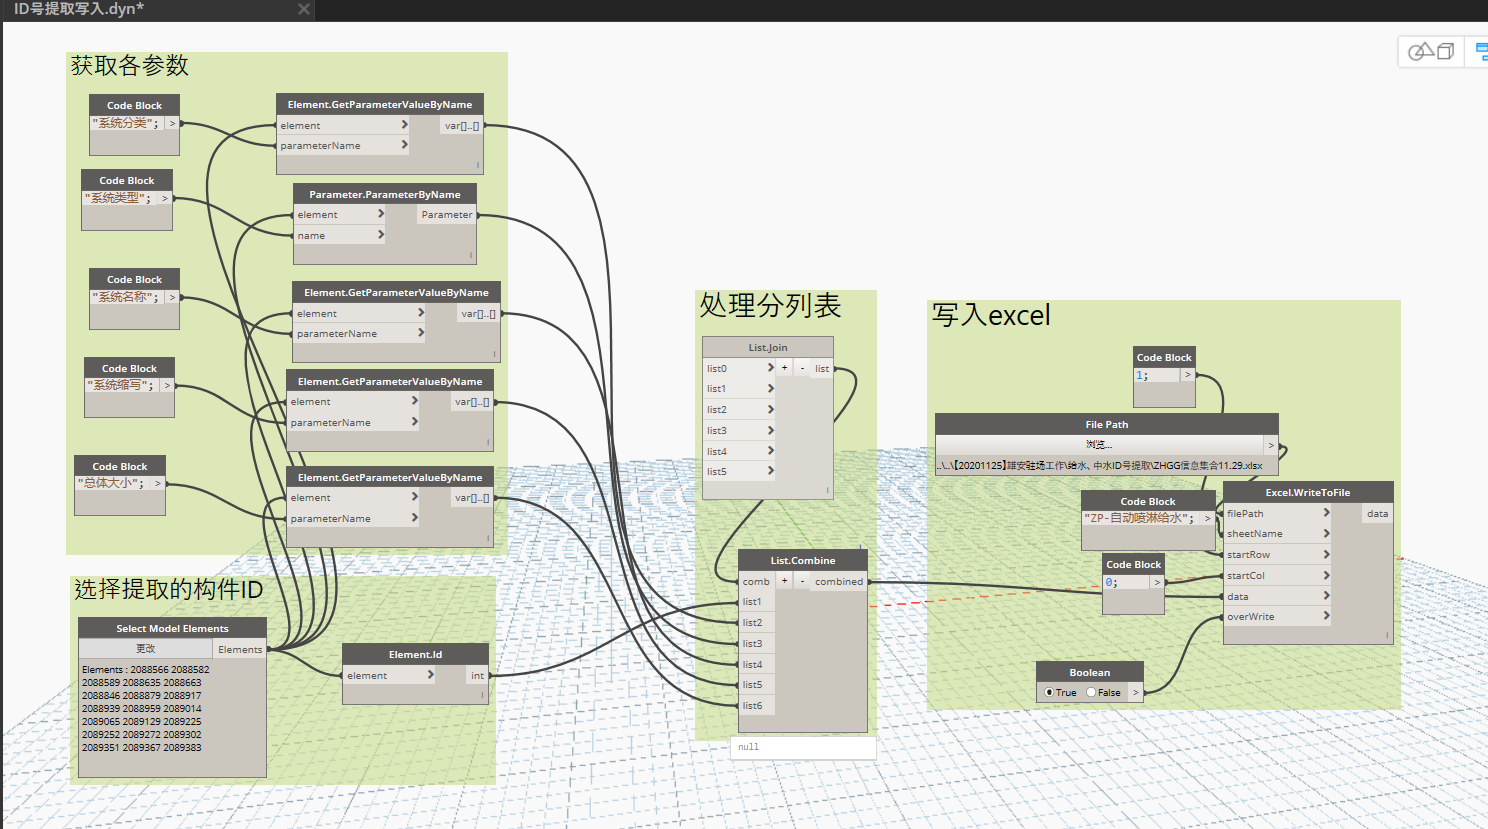 ID号提取写入.dyn*
获取各参数
Code Block
"系统分类";
>
Element.GetParameterValueByName
element
>
var[]..[]
parameterName
>
Code Block
"系统类型";
>
Parameter.ParameterByName
element
>
Parameter
name
>
Code Block
"系统名称";
>
Element.GetParameterValueByName
element
>
var[]..[]
parameterName
>
Code Block
"系统缩写";
>
Element.GetParameterValueByName
element
>
var[]..[]
parameterName
>
Code Block
"总体大小";
>
Element.GetParameterValueByName
element
>
var[]..[]
parameterName
>
选择提取的构件ID
Select Model Elements
更改
Elements
Elements : 2088566 2088582
2088589 2088635 2088663
2088846 2088879 2088917
2088939 2088959 2089014
2089065 2089129 2089225
2089252 2089272 2089302
2089351 2089367 2089383
Element.Id
element
>
int
处理分列表
List.Join
list0
>
+
-
list
list1
>
list2
>
list3
>
list4
>
list5
>
List.Combine
comb
+
-
combined
list1
list2
list3
list4
list5
list6
null
写入excel
Code Block
1;
>
File Path
浏览...
>
..\..\【20201125】雄安驻场工作\给水、中水ID号提取\ZHGG信息集合11.29.xlsx
Code Block
"ZP-自动喷淋给水";
>
Code Block
0;
>
Excel.WriteToFile
filePath
>
data
sheetName
>
startRow
>
startCol
>
data
>
overWrite
>
Boolean
True
False
>